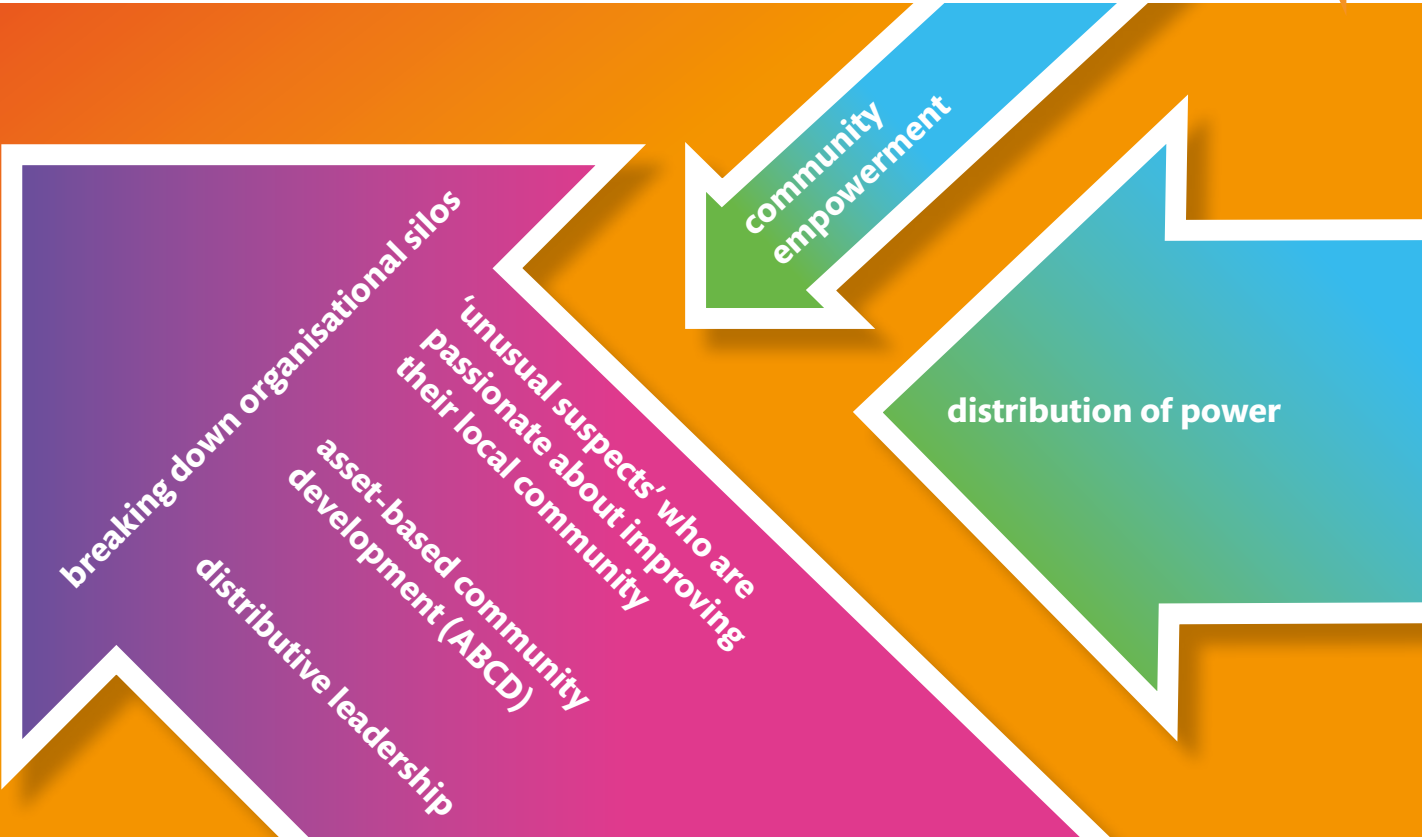 community
empowerment
distribution of power
breaking down organisational silos
‘unusual suspects’ who are
passionate about improving
their local community
asset-based community
development (ABCD)
distributive leadership